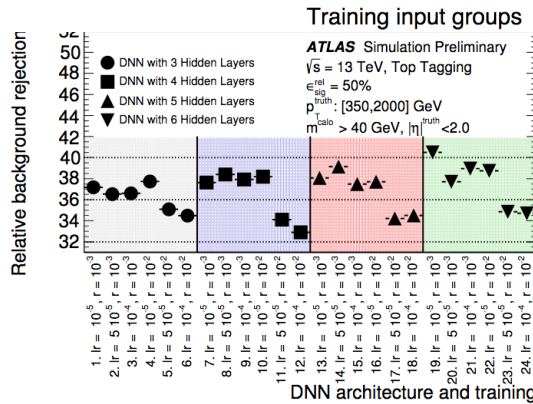 Training input groups
Relative background rejection
52
50
48
46
44
42
40
38
36
34
32
DNN with 3 Hidden Layers
DNN with 4 Hidden Layers
DNN with 5 Hidden Layers
DNN with 6 Hidden Layers
ATLAS Simulation Preliminary
√s = 13 TeV, Top Tagging
ϵ^rel_sig = 50%
p_T^truth: [350,2000] GeV
m^calo > 40 GeV, |η|^truth <2.0
1. lr = 10^-5, r = 10^-3
2. lr = 5 10^-5, r = 10^-3
3. lr = 10^-4, r = 10^-3
4. lr = 10^-5, r = 10^-2
5. lr = 5 10^-5, r = 10^-2
6. lr = 10^-4, r = 10^-2
7. lr = 10^-5, r = 10^-3
8. lr = 5 10^-5, r = 10^-3
9. lr = 10^-4, r = 10^-3
10. lr = 10^-5, r = 10^-2
11. lr = 5 10^-5, r = 10^-2
12. lr = 10^-4, r = 10^-2
13. lr = 10^-5, r = 10^-3
14. lr = 5 10^-5, r = 10^-3
15. lr = 10^-4, r = 10^-3
16. lr = 10^-5, r = 10^-2
17. lr = 5 10^-5, r = 10^-2
18. lr = 10^-4, r = 10^-2
19. lr = 10^-5, r = 10^-3
20. lr = 5 10^-5, r = 10^-3
21. lr = 10^-4, r = 10^-3
22. lr = 10^-5, r = 10^-2
23. lr = 5 10^-5, r = 10^-2
24. lr = 10^-4, r = 10^-2
DNN architecture and training